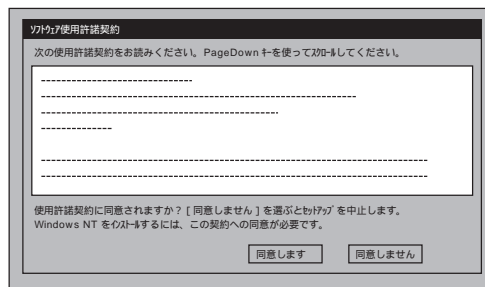 ｿﾌﾄｳｪｱ使用許諾契約
次の使用許諾契約をお読みください。PageDown ｷｰを使ってｽｸﾛｰﾙしてください。
使用許諾契約に同意されますか？ [ 同意しません ] を選ぶとｾｯﾄｱｯﾌﾟを中止します。
Windows NT をｲﾝｽﾄｰﾙするには、この契約への同意が必要です。
同意します 同意しません